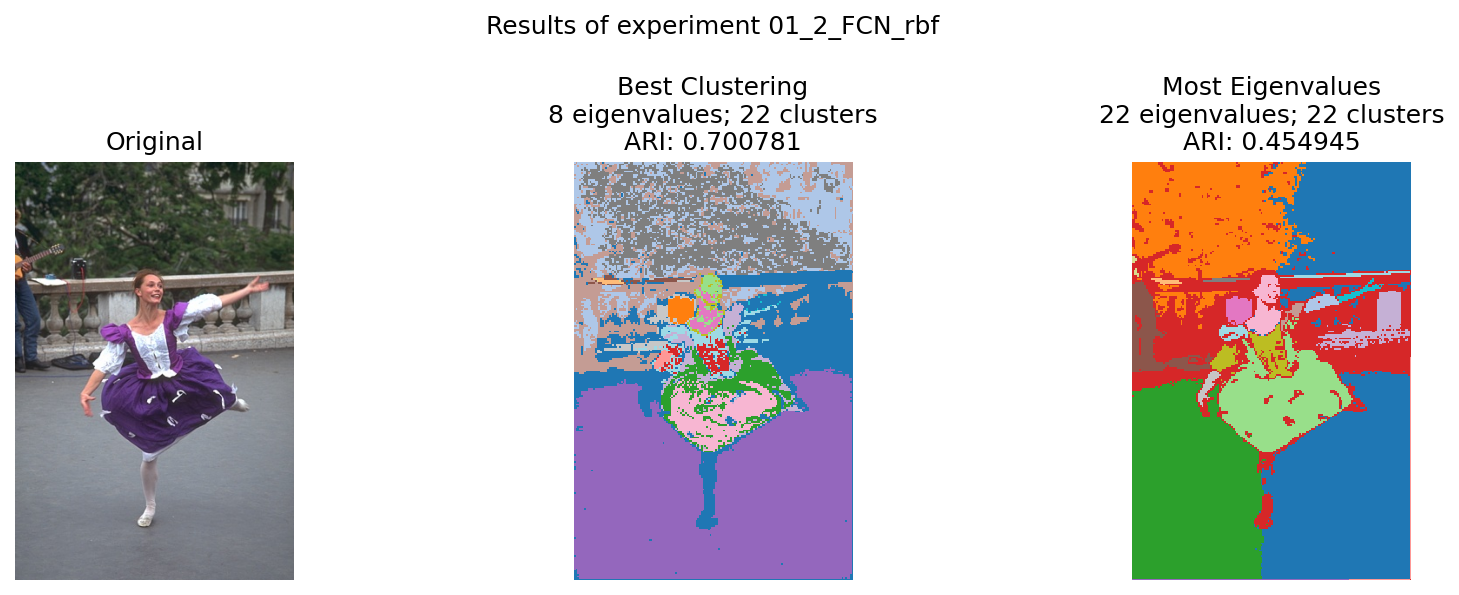 Results of experiment 01_2_FCN_rbf
Original
Best Clustering
8 eigenvalues; 22 clusters
ARI: 0.700781
Most Eigenvalues
22 eigenvalues; 22 clusters
ARI: 0.454945